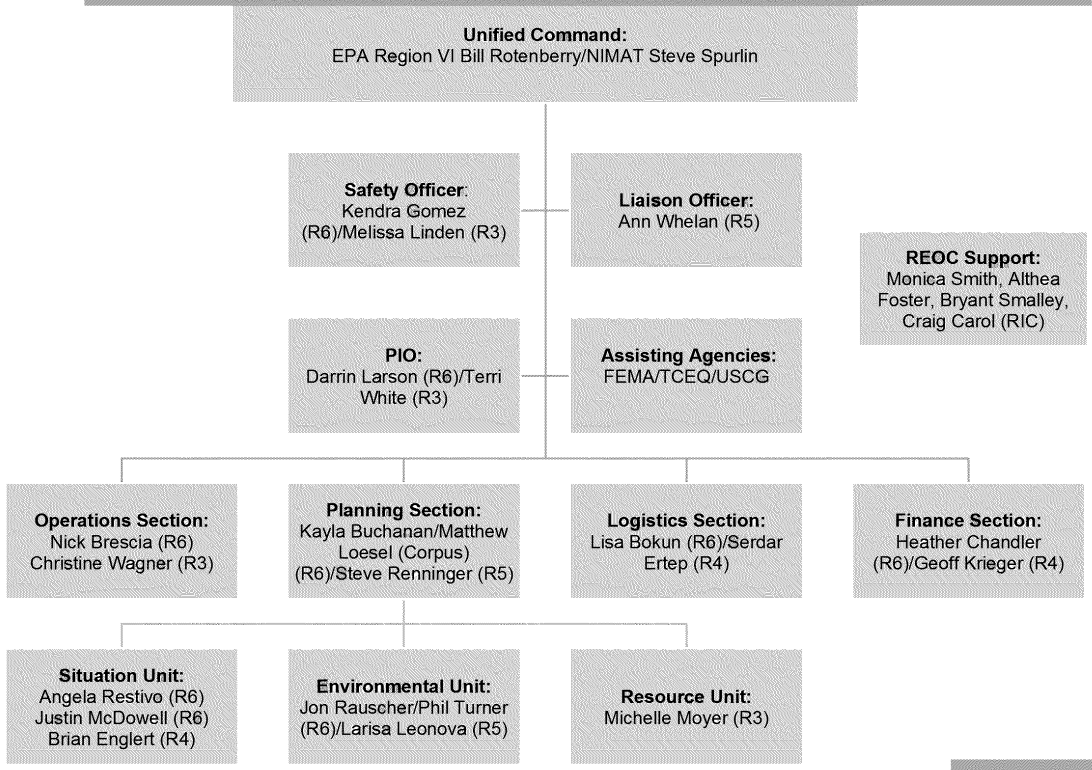 Unified Command:
EPA Region VI Bill Rotenberry/NIMAT Steve Spurlin
Safety Officer:
Kendra Gomez
(R6)/Melissa Linden (R3)
Liaison Officer:
Ann Whelan (R5)
REOC Support:
Monica Smith, Althea
Foster, Bryant Smalley,
Craig Carol (RIC)
PIO:
Darrin Larson (R6)/Terri
White (R3)
Assisting Agencies:
FEMA/TCEQ/USCG
Operations Section:
Nick Brescia (R6)
Christine Wagner (R3)
Planning Section:
Kayla Buchanan/Matthew
Loesel (Corpus)
(R6)/Steve Renninger (R5)
Logistics Section:
Lisa Bokun (R6)/Serdar
Ertep (R4)
Finance Section:
Heather Chandler
(R6)/Geoff Krieger (R4)
Situation Unit:
Angela Restivo (R6)
Justin McDowell (R6)
Brian Englert (R4)
Environmental Unit:
Jon Rauscher/Phil Turner
(R6)/Larisa Leonova (R5)
Resource Unit:
Michelle Moyer (R3)